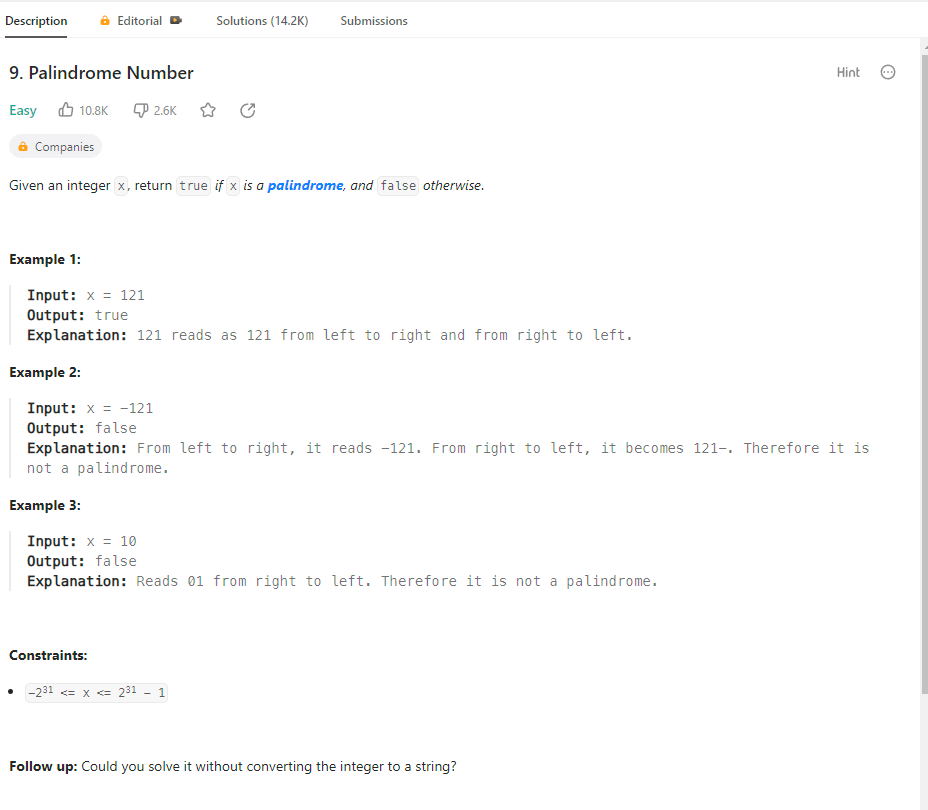 Description Editorial Solutions (14.2K) Submissions
9. Palindrome Number Hint
Easy 10.8K 2.6K
Companies
Given an integer x, return true if x is a palindrome, and false otherwise.
Example 1:
Input: x = 121
Output: true
Explanation: 121 reads as 121 from left to right and from right to left.
Example 2:
Input: x = -121
Output: false
Explanation: From left to right, it reads -121. From right to left, it becomes 121-. Therefore it is
not a palindrome.
Example 3:
Input: x = 10
Output: false
Explanation: Reads 01 from right to left. Therefore it is not a palindrome.
Constraints:
• -2³¹ <= x <= 2³¹ - 1
Follow up: Could you solve it without converting the integer to a string?